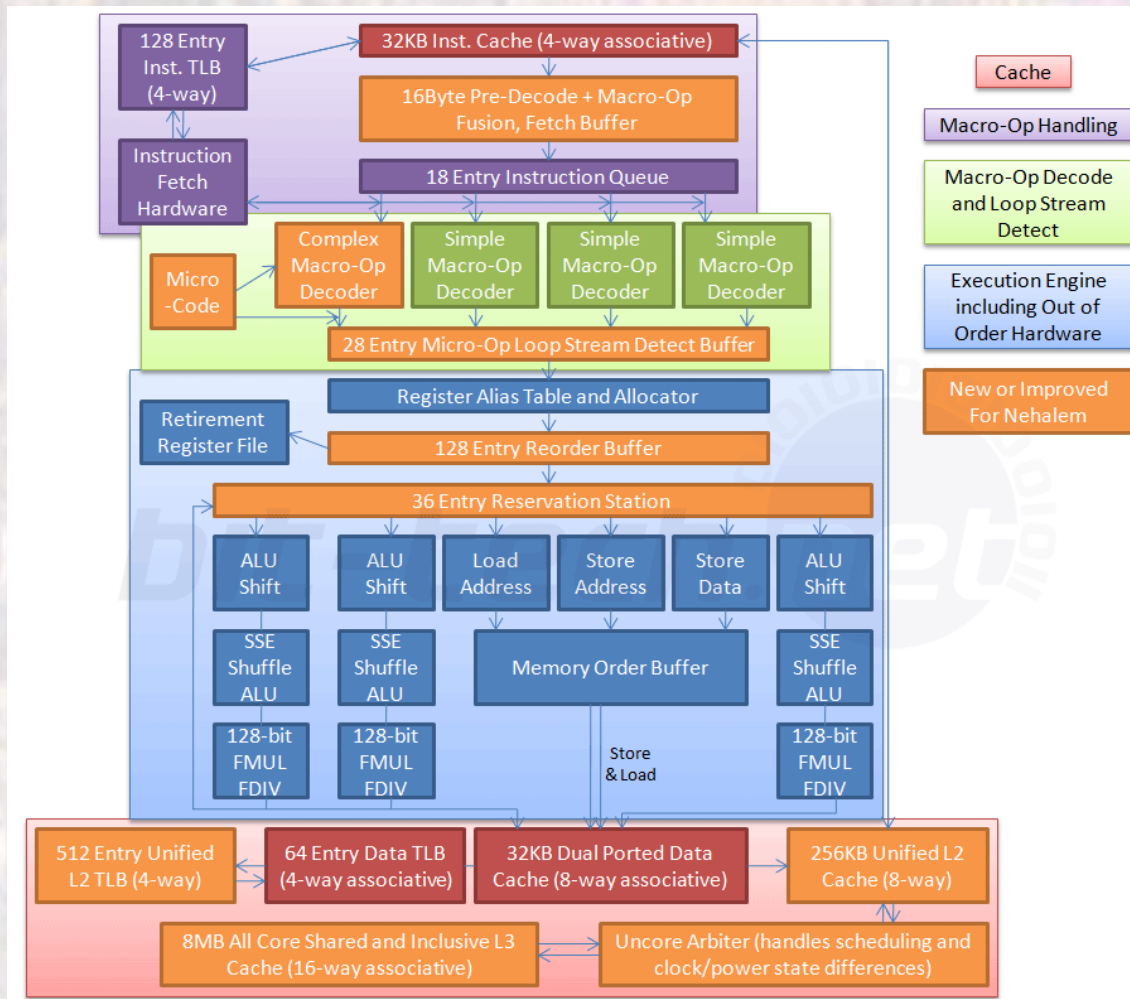 128 Entry
Inst. TLB
(4-way)
32KB Inst. Cache (4-way associative)
16Byte Pre-Decode + Macro-Op
Fusion, Fetch Buffer
Instruction
Fetch
Hardware
18 Entry Instruction Queue
Micro
-Code
Complex
Macro-Op
Decoder
Simple
Macro-Op
Decoder
Simple
Macro-Op
Decoder
Simple
Macro-Op
Decoder
28 Entry Micro-Op Loop Stream Detect Buffer
Register Alias Table and Allocator
Retirement
Register File
128 Entry Reorder Buffer
36 Entry Reservation Station
ALU
Shift
ALU
Shift
Load
Address
Store
Address
Store
Data
ALU
Shift
SSE
Shuffle
ALU
SSE
Shuffle
ALU
Memory Order Buffer
SSE
Shuffle
ALU
128-bit
FMUL
FDIV
128-bit
FMUL
FDIV
Store
& Load
128-bit
FMUL
FDIV
512 Entry Unified
L2 TLB (4-way)
64 Entry Data TLB
(4-way associative)
32KB Dual Ported Data
Cache (8-way associative)
256KB Unified L2
Cache (8-way)
8MB All Core Shared and Inclusive L3
Cache (16-way associative)
Uncore Arbiter (handles scheduling and
clock/power state differences)
Cache
Macro-Op Handling
Macro-Op Decode
and Loop Stream
Detect
Execution Engine
including Out of
Order Hardware
New or Improved
For Nehalem
bit-tech.net